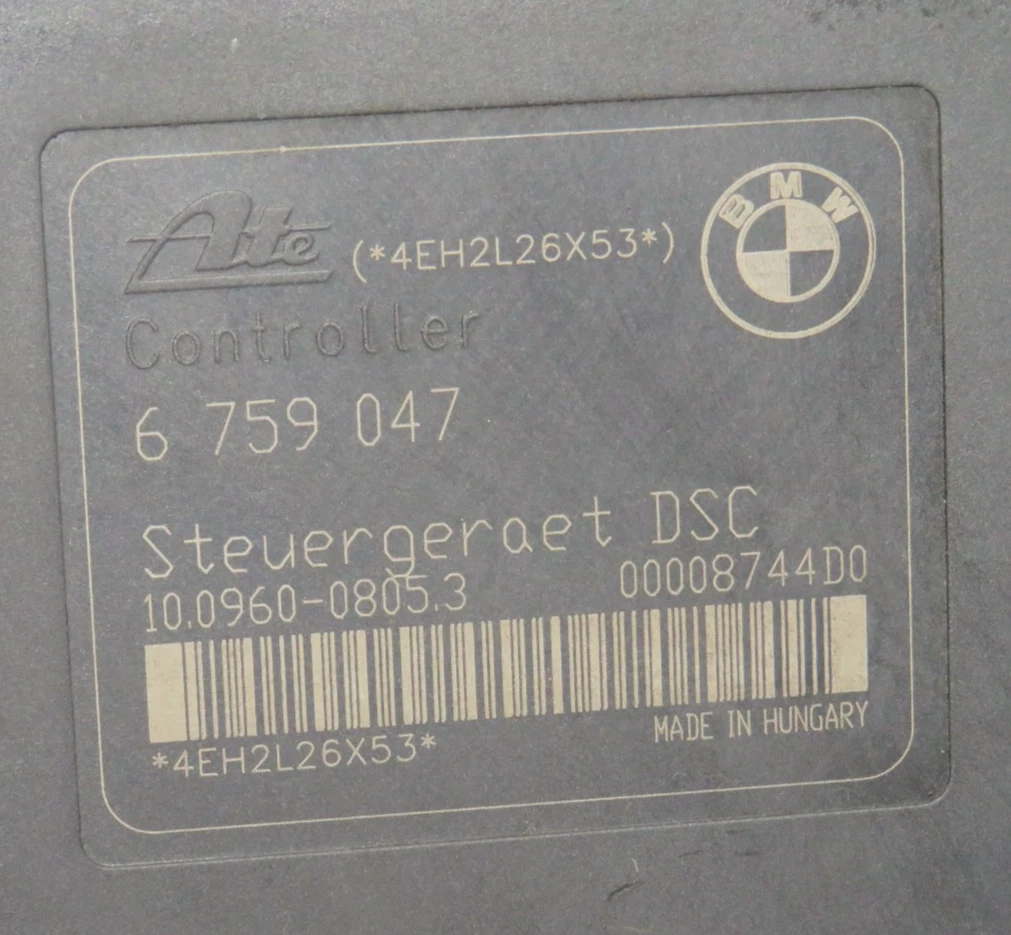 Ate (*4EH2L26X53*) BMW
Controller
6 759 047
Steuergeraet DSC
10.0960-0805.3 00008744D0
MADE IN HUNGARY
*4EH2L26X53*